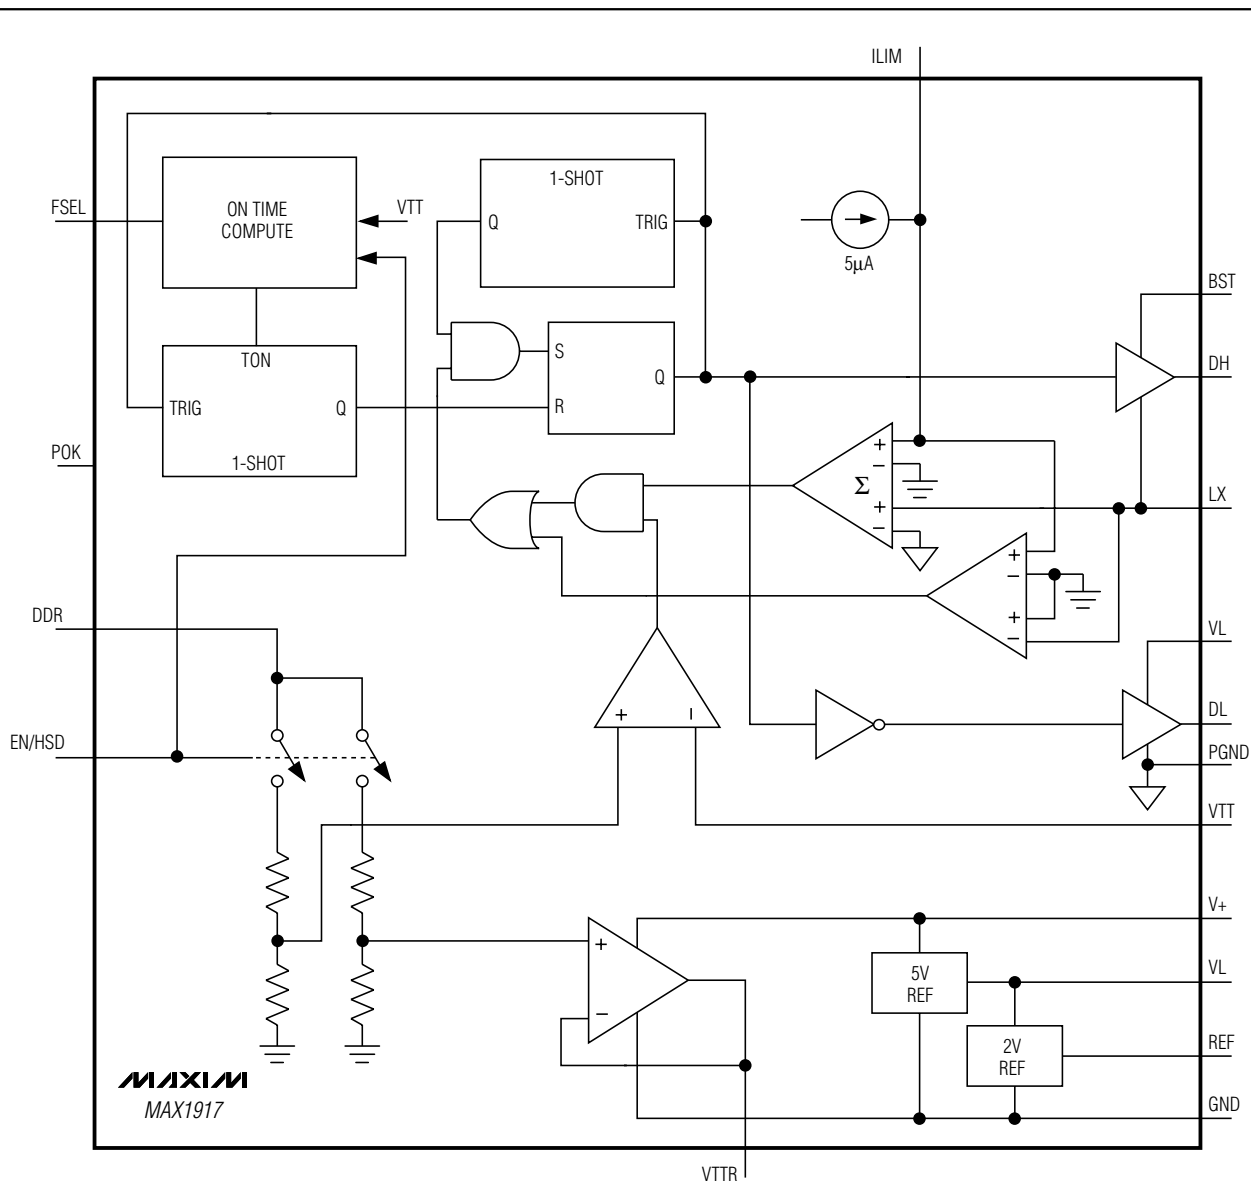 ILIM
1-SHOT
Q
TRIG
FSEL
ON TIME
COMPUTE
VTT
5µA
BST
TON
TRIG
Q
1-SHOT
S
R
Q
DH
POK
+
−
Σ
+
−
LX
+
−
+
−
DDR
VL
+
−
DL
EN/HSD
PGND
VTT
V+
+
−
5V
REF
VL
2V
REF
REF
MAXIM
MAX1917
GND
VTTR